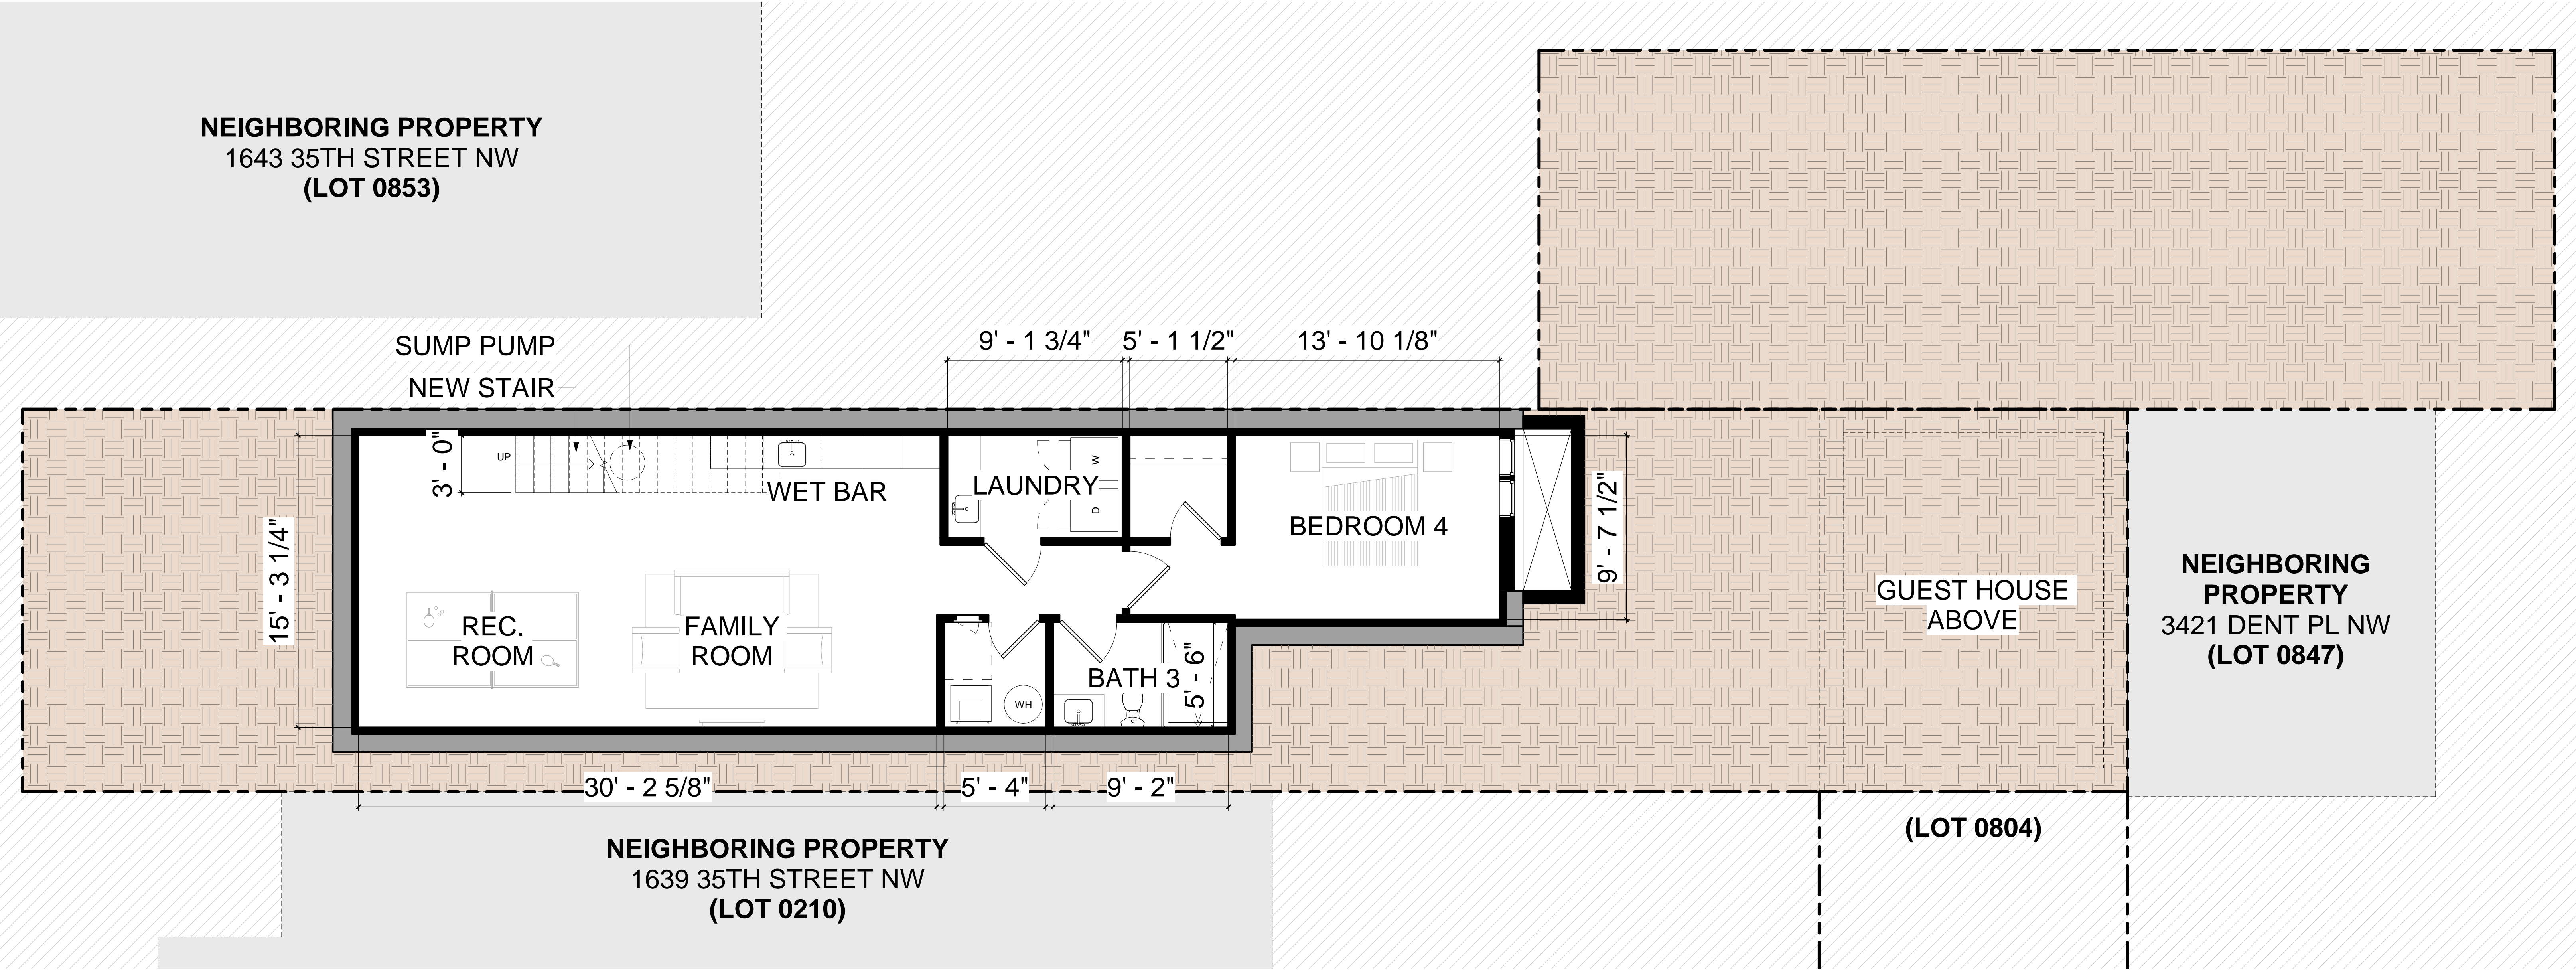 NEIGHBORING PROPERTY
1643 35TH STREET NW
(LOT 0853)
SUMP PUMP
NEW STAIR
9' - 1 3/4"
5' - 1 1/2"
13' - 10 1/8"
3' - 0"
UP
WET BAR
LAUNDRY
W
D
BEDROOM 4
9' - 7 1/2"
15' - 3 1/4"
REC.
ROOM
FAMILY
ROOM
WH
BATH 3
5' - 6"
GUEST HOUSE
ABOVE
NEIGHBORING
PROPERTY
3421 DENT PL NW
(LOT 0847)
30' - 2 5/8"
5' - 4"
9' - 2"
NEIGHBORING PROPERTY
1639 35TH STREET NW
(LOT 0210)
(LOT 0804)